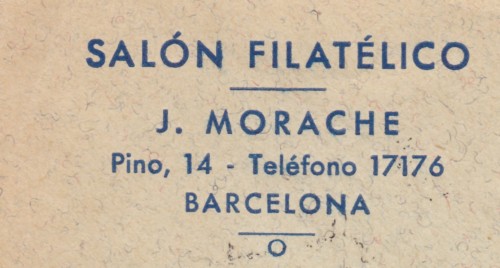 SALÓN FILATÉLICO
J. MORACHE
Pino, 14 - Teléfono 17176
BARCELONA
O